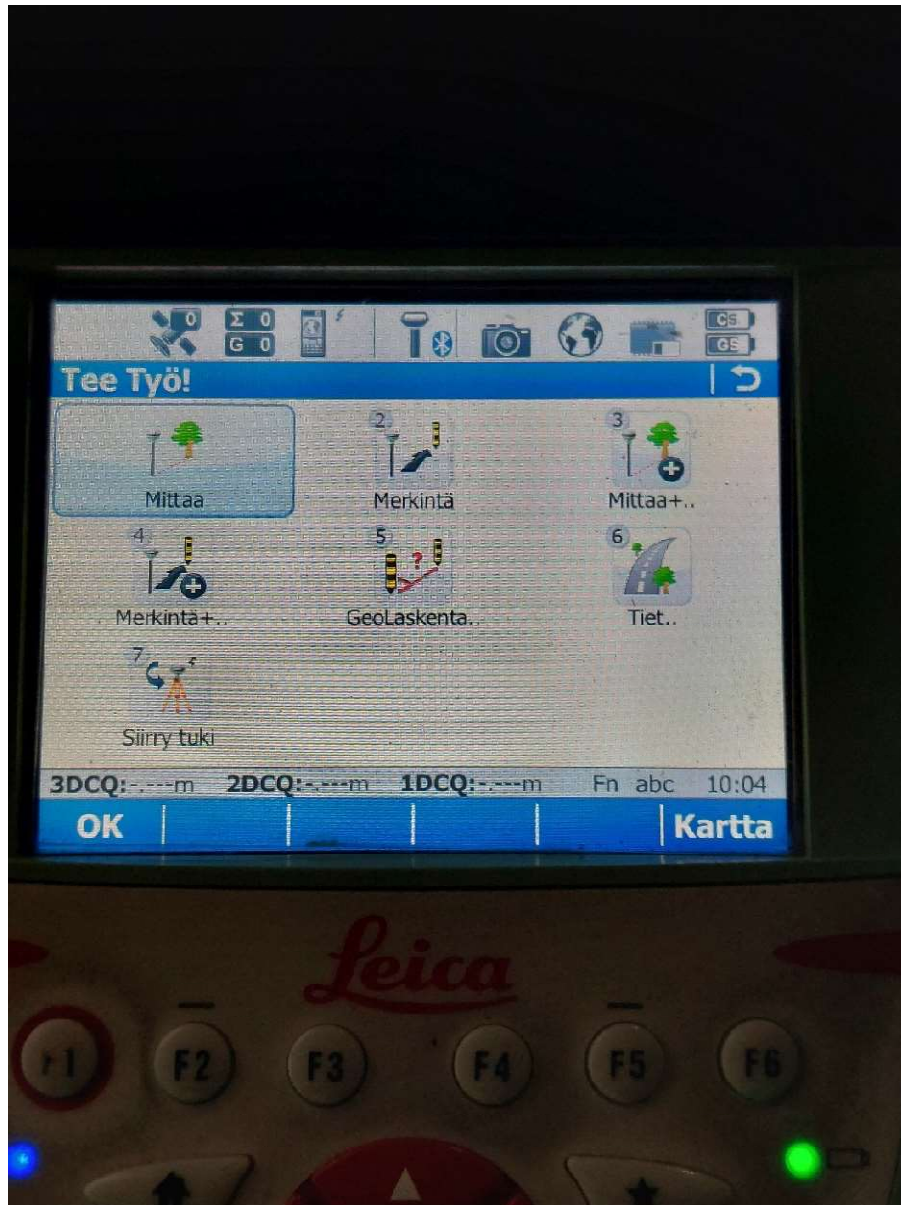 0 Σ 0 CS
G 0 GS
Tee Työ!
Mittaa 2 Merkintä 3 Mittaa+..
4 Merkintä+.. 5 GeoLaskenta.. 6 Tiet..
7 Siirry tuki
3DCQ:-.---m 2DCQ:-.---m 1DCQ:-.---m Fn abc 10:04
OK Kartta
Leica
F2 F3 F4 F5 F6